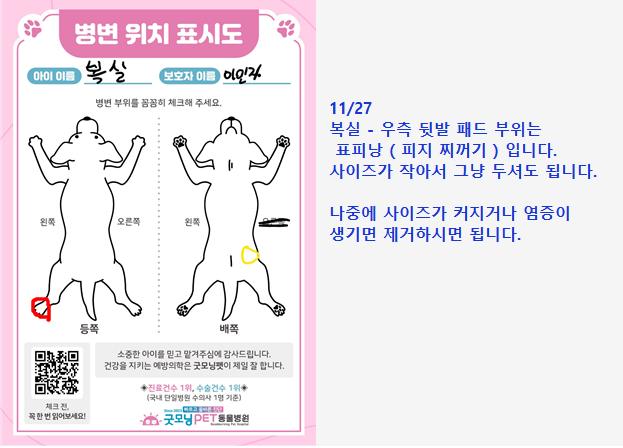 병변 위치 표시도
아이 이름 복실 보호자 이름
병변 부위를 꼼꼼히 체크해 주세요.
왼쪽 오른쪽 왼쪽
등쪽 배쪽
체크 전,
꼭 한 번 읽어보세요!
소중한 아이를 믿고 맡겨주심에 감사드립니다.
건강을 지키는 예방의학은 굿모닝펫이 제일 잘 합니다.
◈진료건수 1위, 수술건수 1위◈
(국내 단일병원 수의사 1명 기준)
굿모닝PET동물병원
11/27
복실 - 우측 뒷발 패드 부위는
표피낭 ( 피지 찌꺼기 ) 입니다.
사이즈가 작아서 그냥 두셔도 됩니다.
나중에 사이즈가 커지거나 염증이
생기면 제거하시면 됩니다.